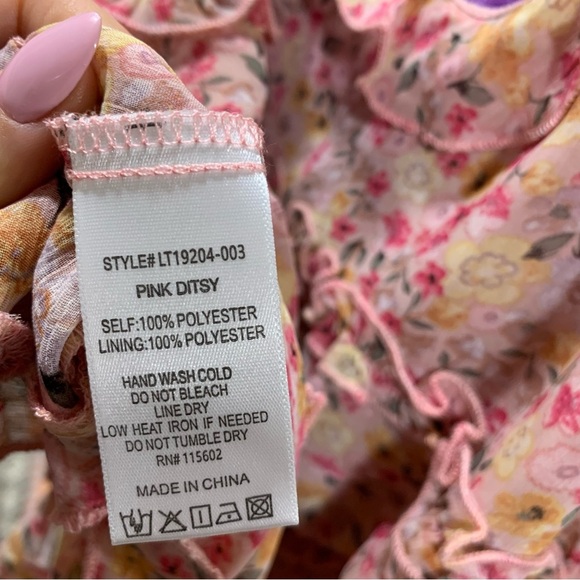 STYLE# LT19204-003
PINK DITSY
SELF:100% POLYESTER
LINING:100% POLYESTER
HAND WASH COLD
DO NOT BLEACH
LINE DRY
LOW HEAT IRON IF NEEDED
DO NOT TUMBLE DRY
RN# 115602
MADE IN CHINA